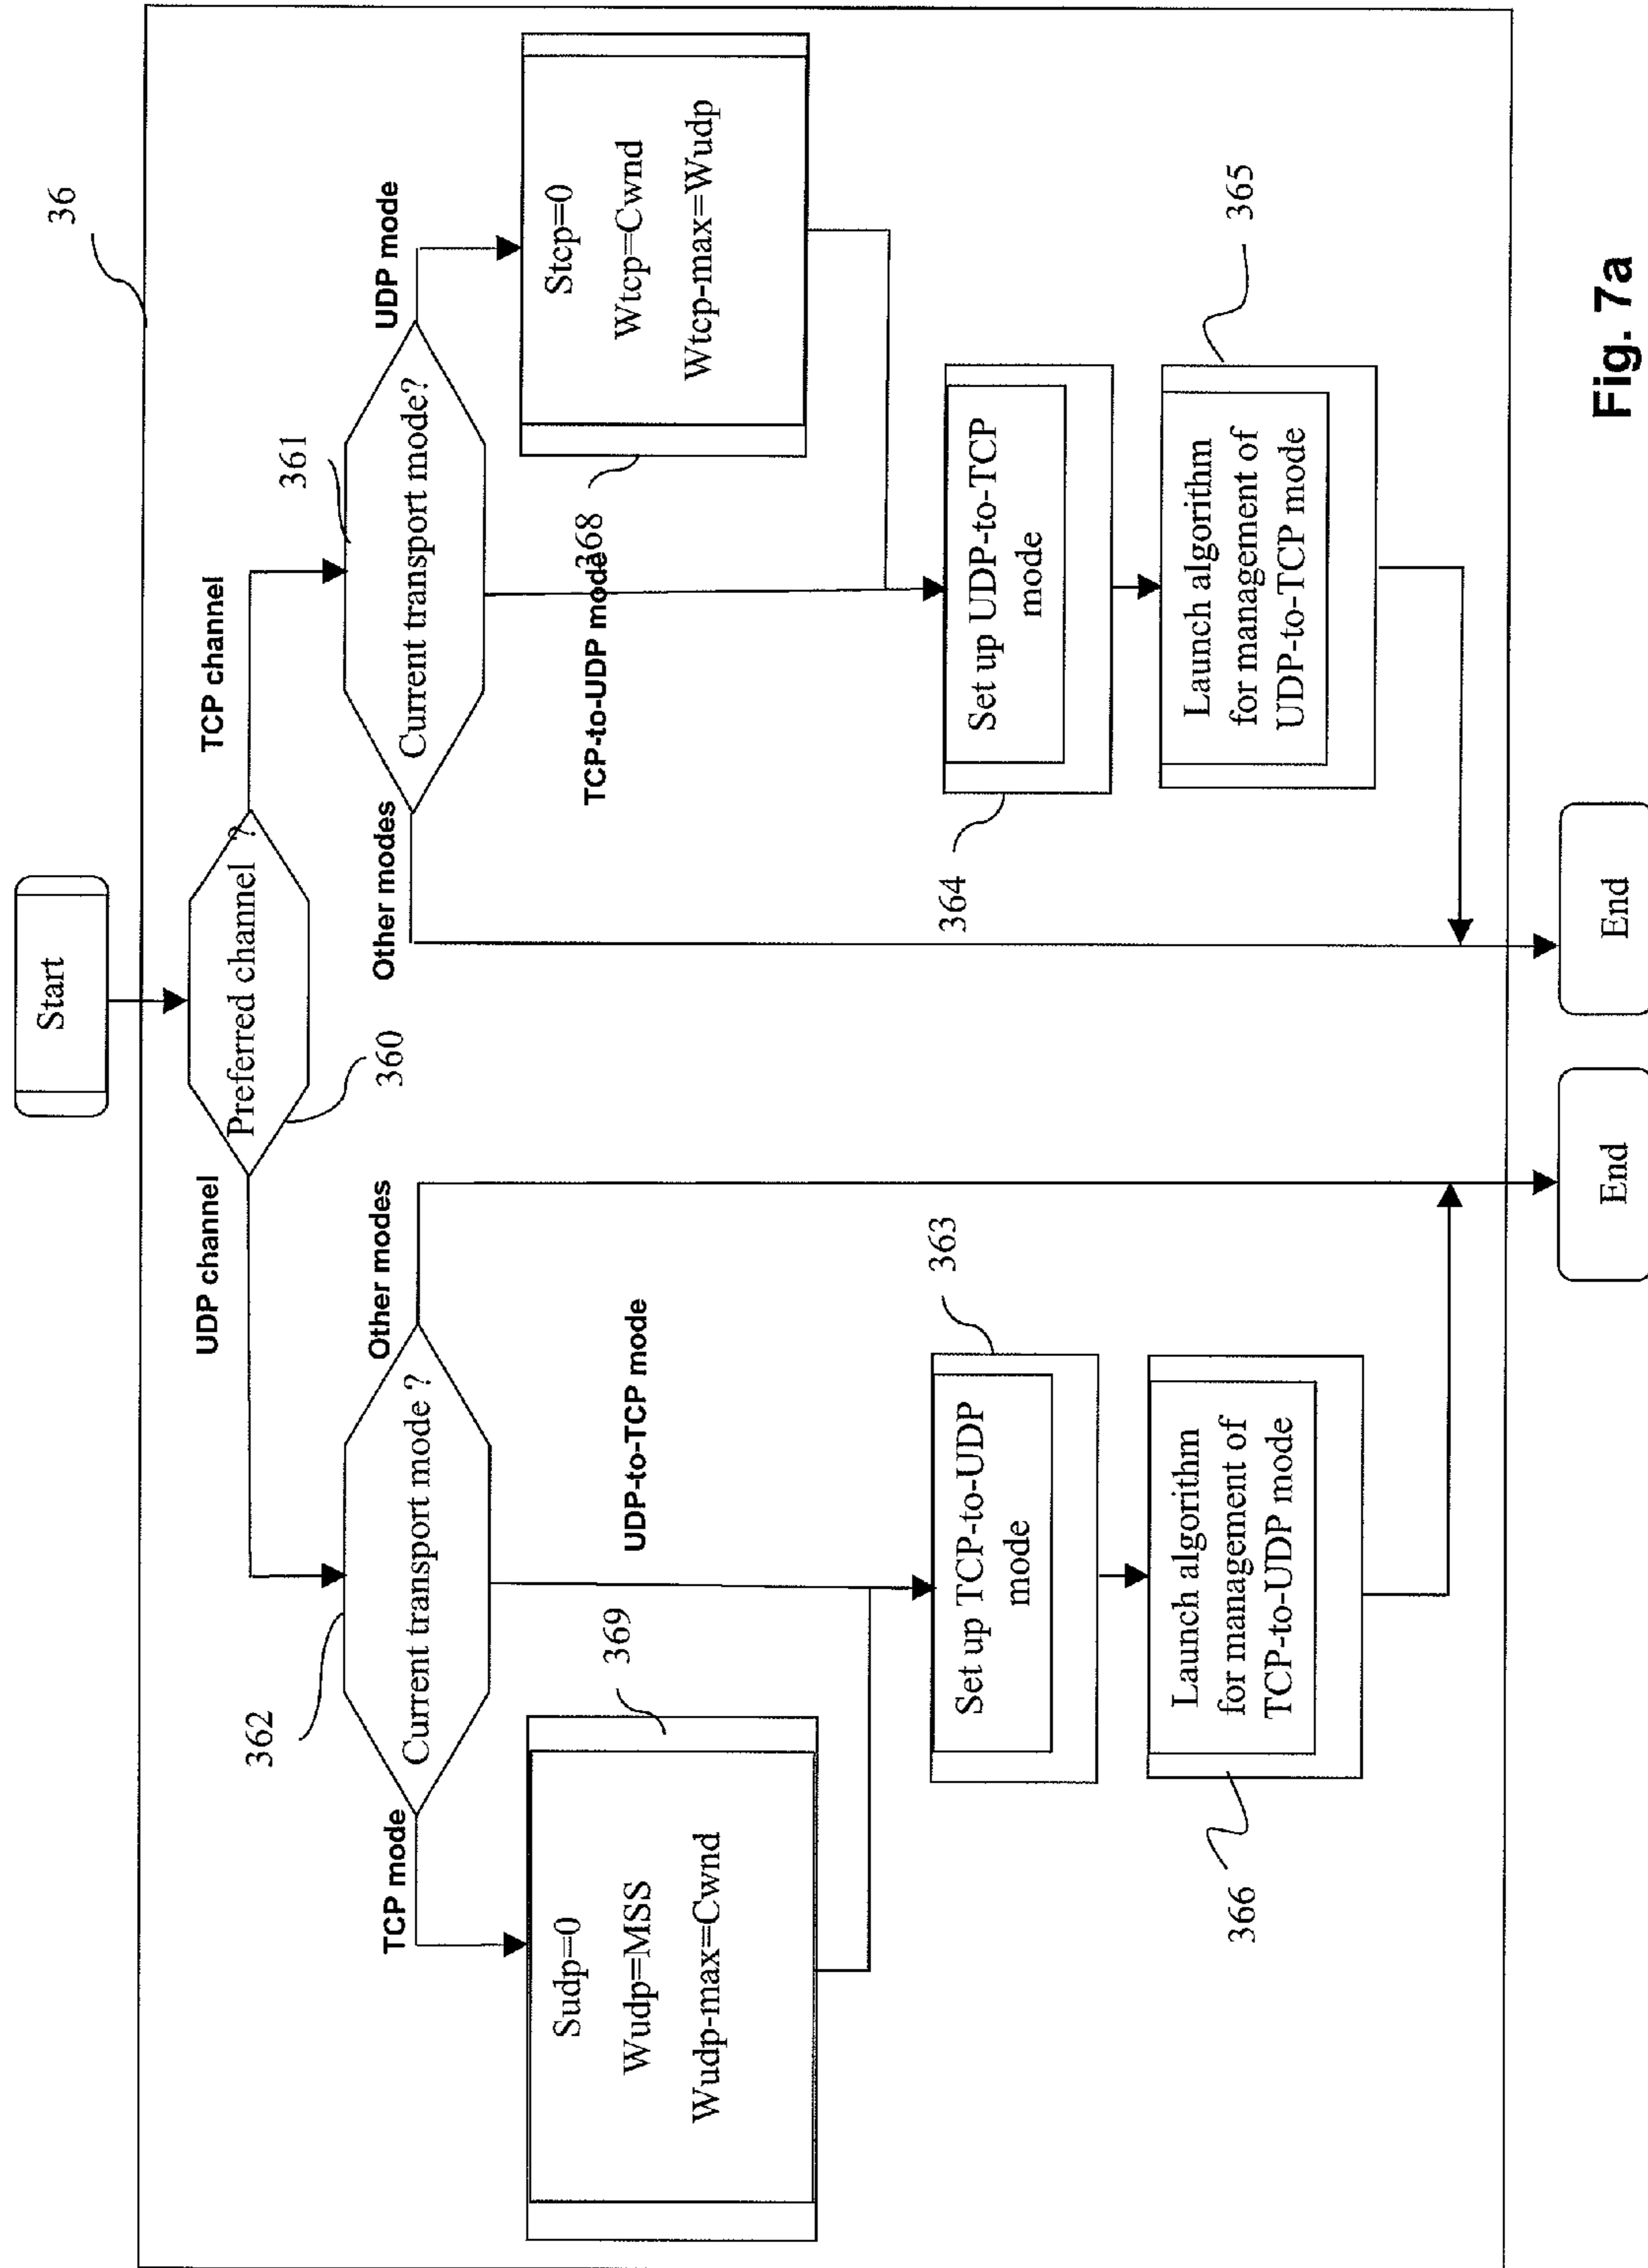 Start
36
Preferred channel ?
360
UDP channel
TCP channel
362
Current transport mode ?
TCP mode
Other modes
UDP-to-TCP mode
369
Sudp=0
Wudp=MSS
Wudp-max=Cwnd
363
Set up TCP-to-UDP
mode
366
Launch algorithm
for management of
TCP-to-UDP mode
End
361
Current transport mode?
Other modes
UDP mode
TCP-to-UDP mode
368
Stcp=0
Wtcp=Cwnd
Wtcp-max=Wudp
364
Set up UDP-to-TCP
mode
365
Launch algorithm
for management of
UDP-to-TCP mode
End
Fig. 7a